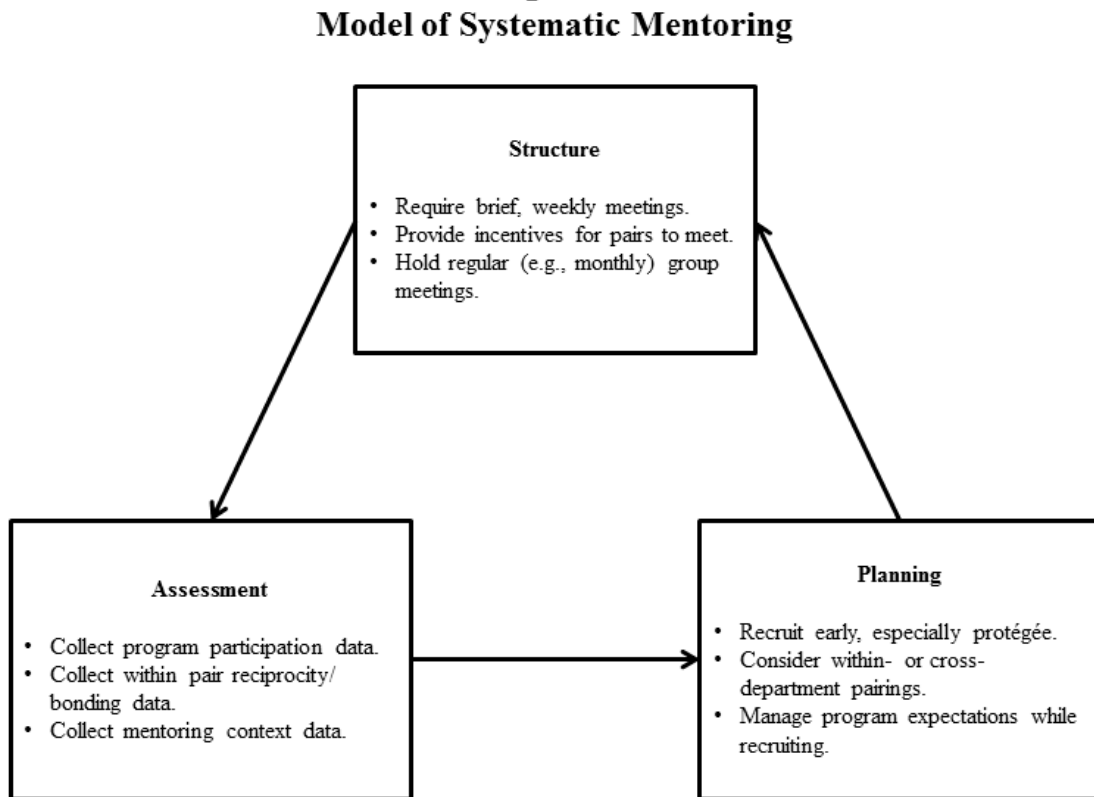 Model of Systematic Mentoring
Structure
• Require brief, weekly meetings.
• Provide incentives for pairs to meet.
• Hold regular (e.g., monthly) group
meetings.
Assessment
• Collect program participation data.
• Collect within pair reciprocity/
bonding data.
• Collect mentoring context data.
Planning
• Recruit early, especially protégée.
• Consider within- or cross-
department pairings.
• Manage program expectations while
recruiting.